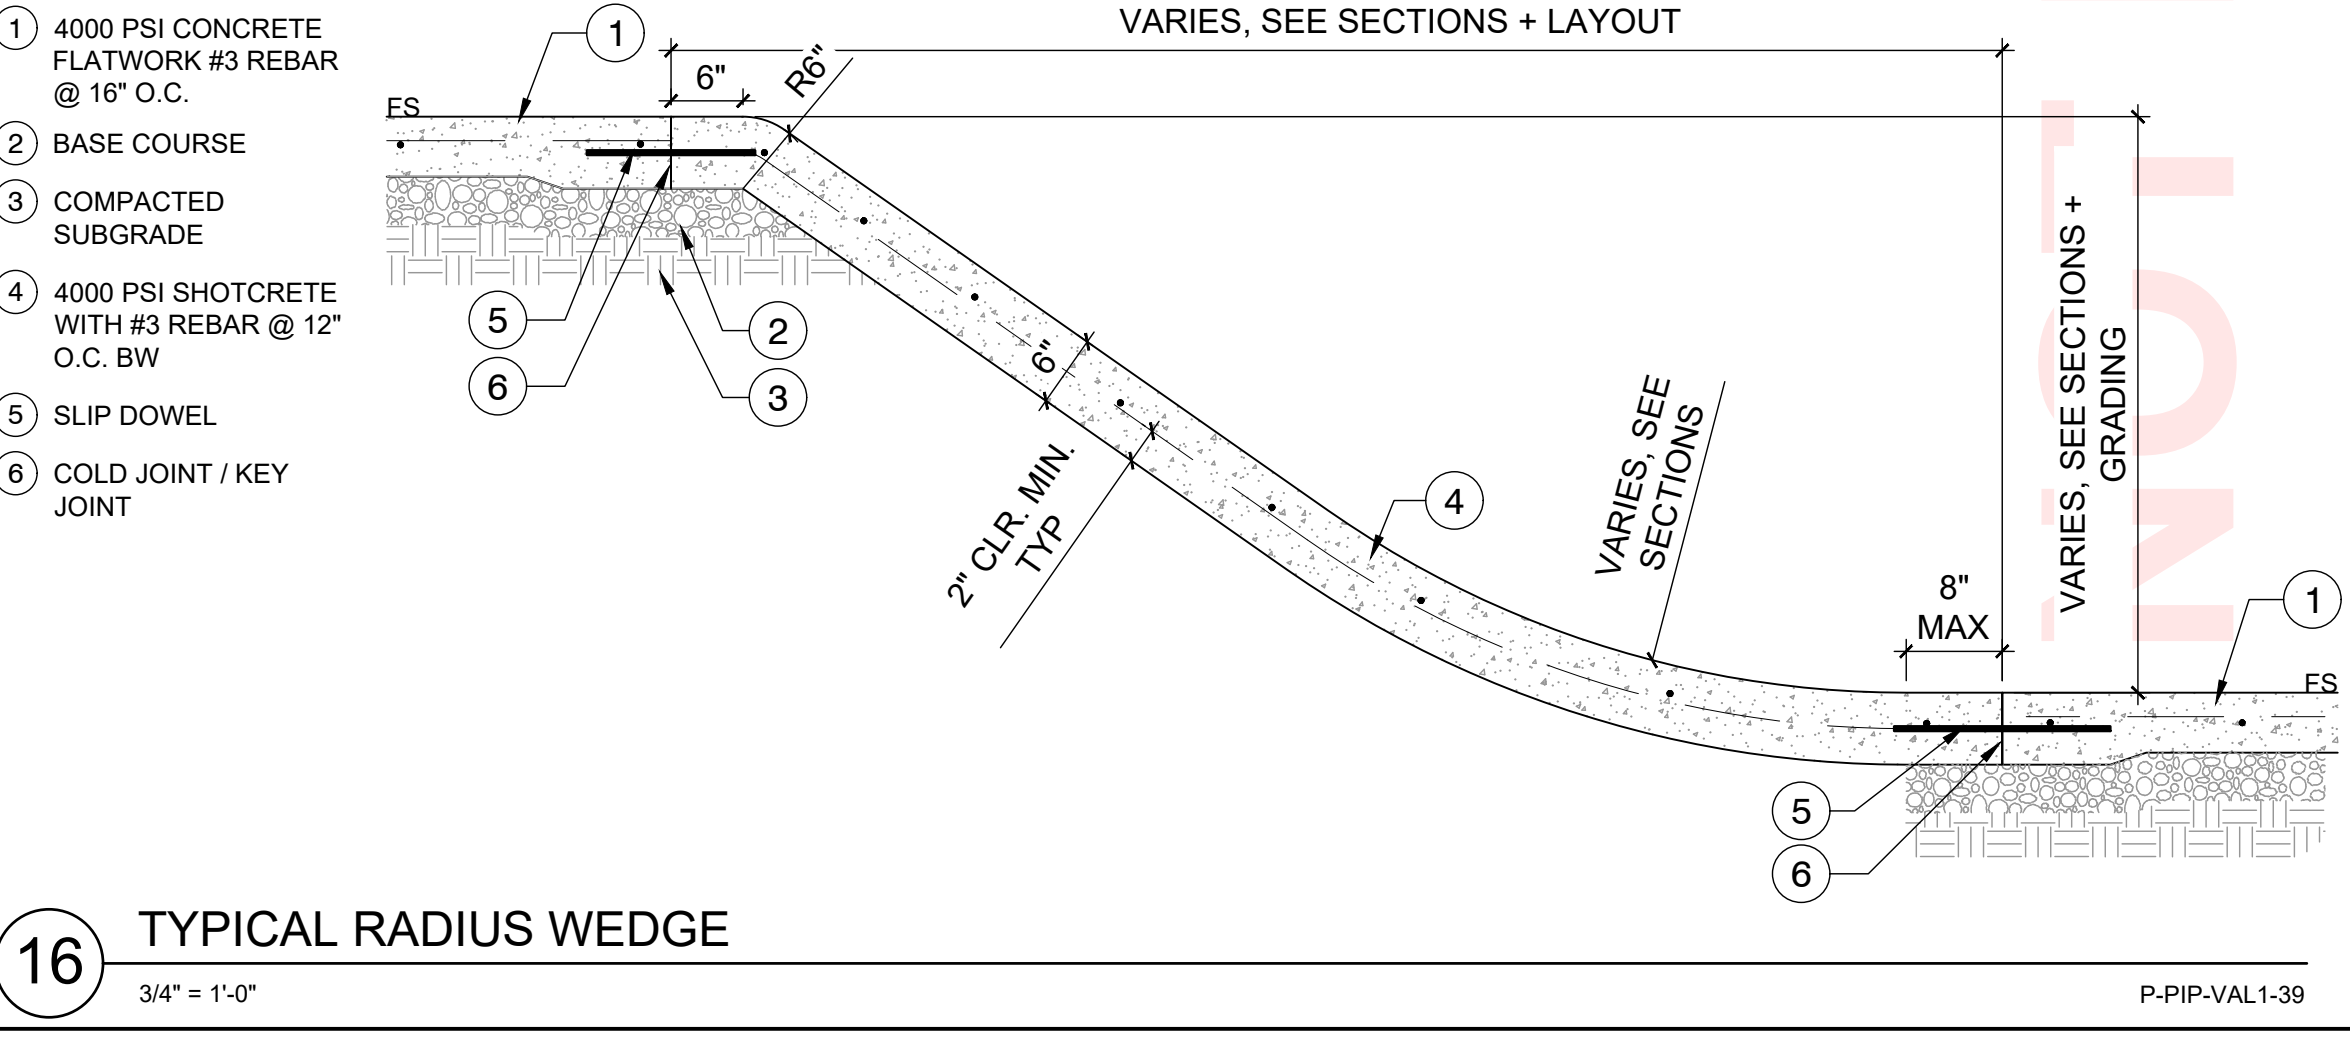 1 4000 PSI CONCRETE
FLATWORK #3 REBAR
@ 16" O.C.
2 BASE COURSE
3 COMPACTED
SUBGRADE
4 4000 PSI SHOTCRETE
WITH #3 REBAR @ 12"
O.C. BW
5 SLIP DOWEL
6 COLD JOINT / KEY
JOINT
VARIES, SEE SECTIONS + LAYOUT
1
6"
R6"
FS
5
6
2
3
6"
2" CLR. MIN.
TYP
4
VARIES, SEE
SECTIONS
VARIES, SEE SECTIONS +
GRADING
8"
MAX
1
FS
5
6
NOT
16
TYPICAL RADIUS WEDGE
3/4" = 1'-0"
P-PIP-VAL1-39